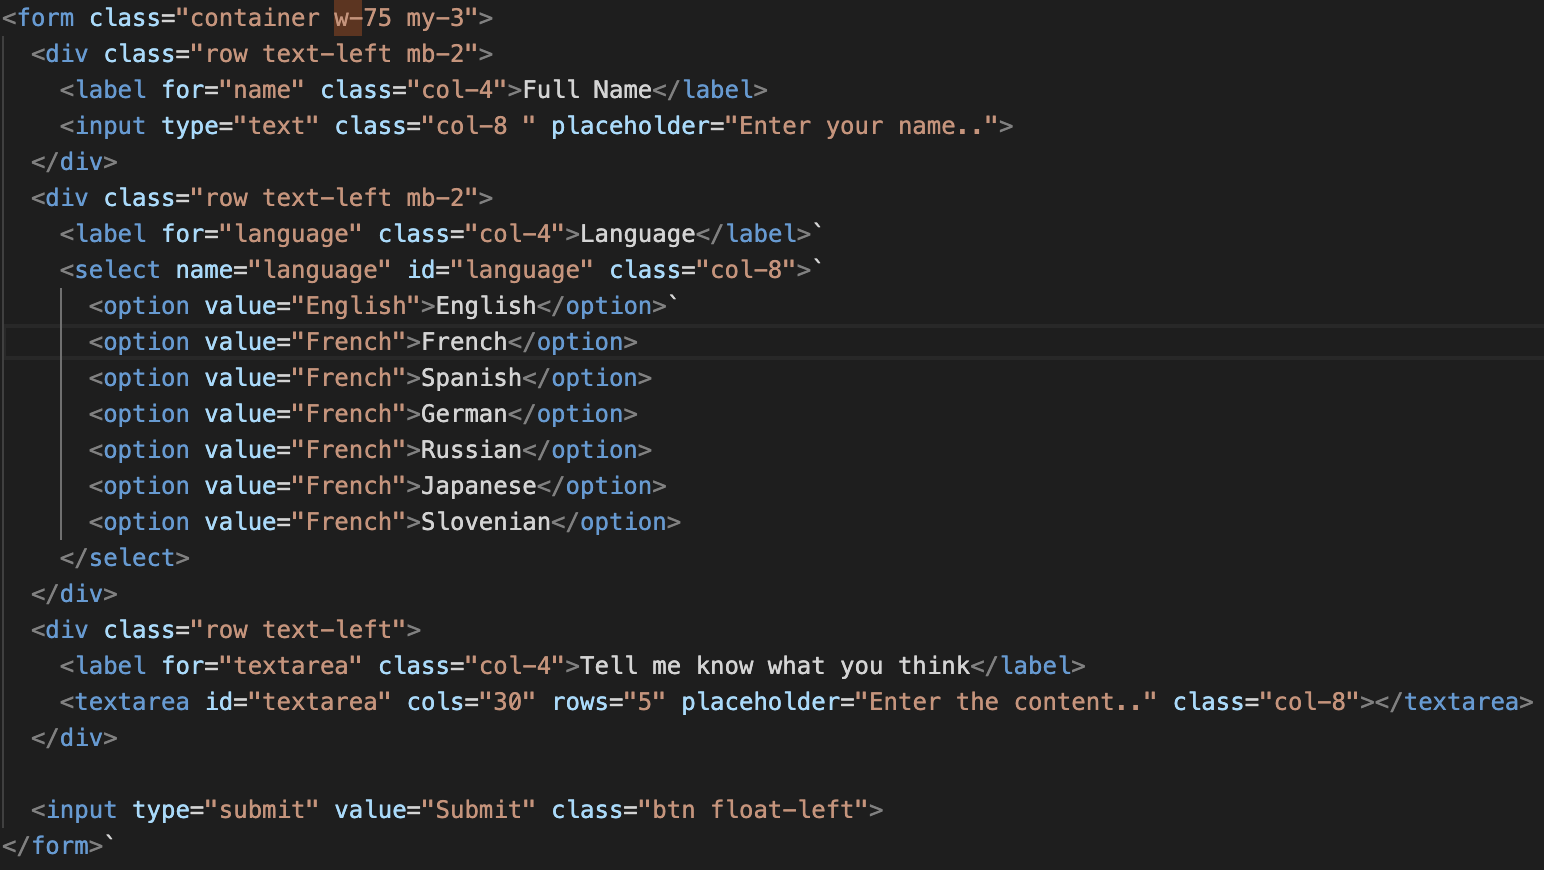 <form class="container w-75 my-3">
  <div class="row text-left mb-2">
    <label for="name" class="col-4">Full Name</label>
    <input type="text" class="col-8 " placeholder="Enter your name..">
  </div>
  <div class="row text-left mb-2">
    <label for="language" class="col-4">Language</label>`
    <select name="language" id="language" class="col-8">`
      <option value="English">English</option>`
      <option value="French">French</option>
      <option value="French">Spanish</option>
      <option value="French">German</option>
      <option value="French">Russian</option>
      <option value="French">Japanese</option>
      <option value="French">Slovenian</option>
    </select>
  </div>
  <div class="row text-left">
    <label for="textarea" class="col-4">Tell me know what you think</label>
    <textarea id="textarea" cols="30" rows="5" placeholder="Enter the content.." class="col-8"></textarea>
  </div>

  <input type="submit" value="Submit" class="btn float-left">
</form>`